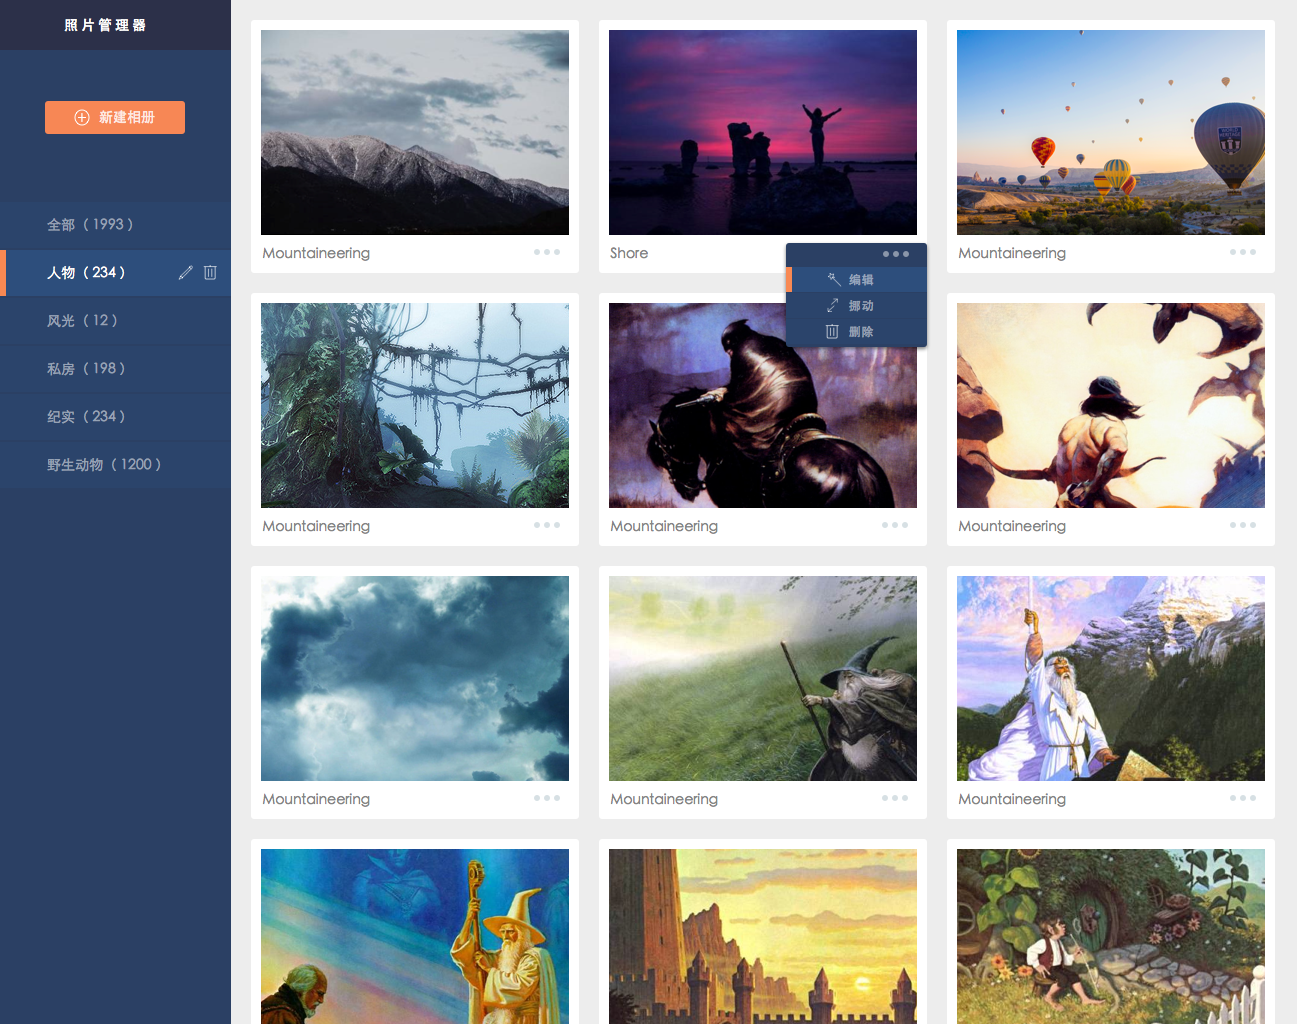 照片管理器
新建相册
全部（1993）
人物（234）
风光（12）
私房（198）
纪实（234）
野生动物（1200）
Mountaineering
Shore
Mountaineering
编辑
挪动
删除
Mountaineering
Mountaineering
Mountaineering
Mountaineering
Mountaineering
Mountaineering